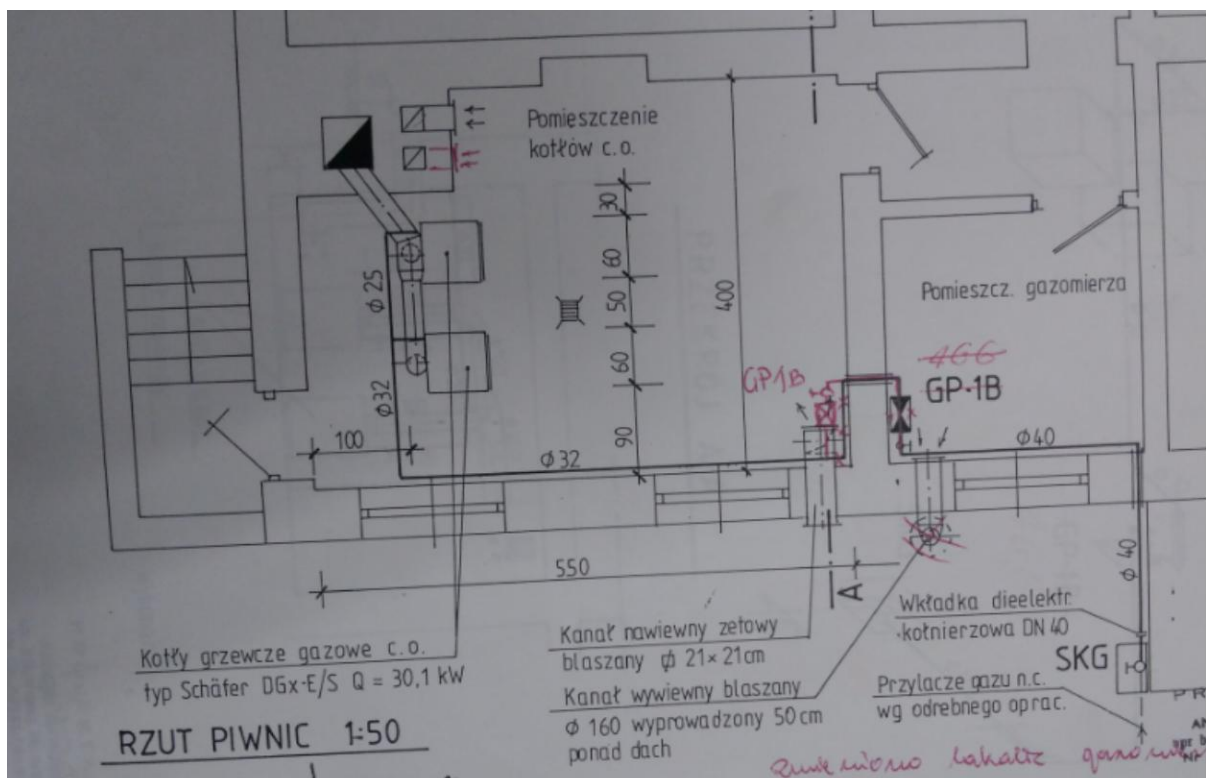 Pomieszczenie
kotłów c.o.
30
60
50
60
90
400
Pomieszcz. gazomierza
466
GP-1B
GP1B
ϕ 25
ϕ32
100
ϕ 32
ϕ40
ϕ 40
550
A
Wkładka dieelektr.
kołnierzowa DN 40
SKG
Przylacze gazu n.c.
wg odrebnego oprac.
Kanał nawiewny zetowy
blaszany ϕ 21×21cm
Kanał wywiewny blaszany
ϕ 160 wyprowadzony 50cm
ponad dach
Kotły grzewcze gazowe c.o.
typ Schäfer DGx-E/S Q = 30,1 kW
RZUT PIWNIC 1:50
zmieniono